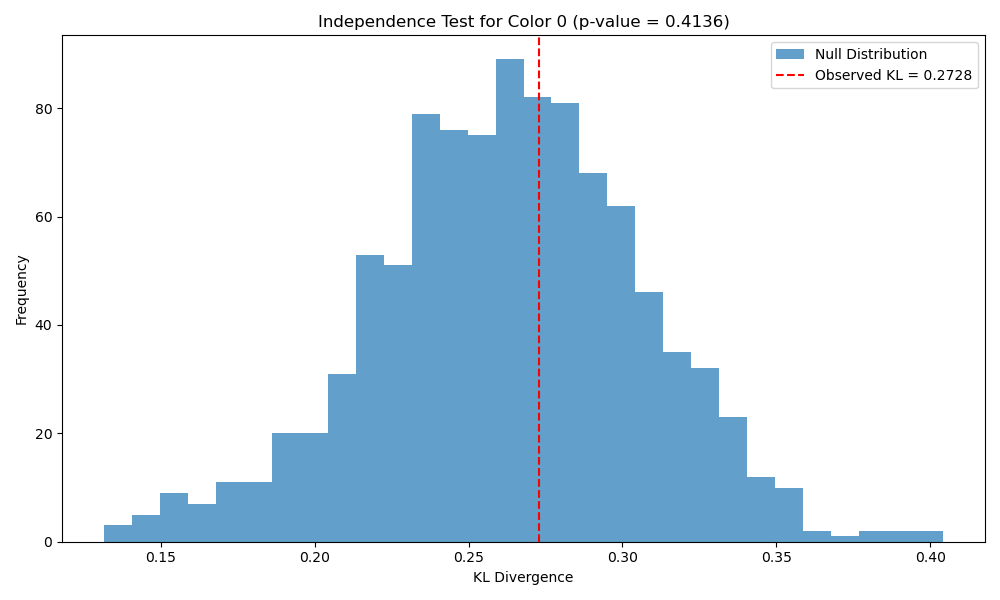 Independence Test for Color 0 (p-value = 0.4136)
Null Distribution
Observed KL = 0.2728
Frequency
80
60
40
20
0
0.15 0.20 0.25 0.30 0.35 0.40
KL Divergence